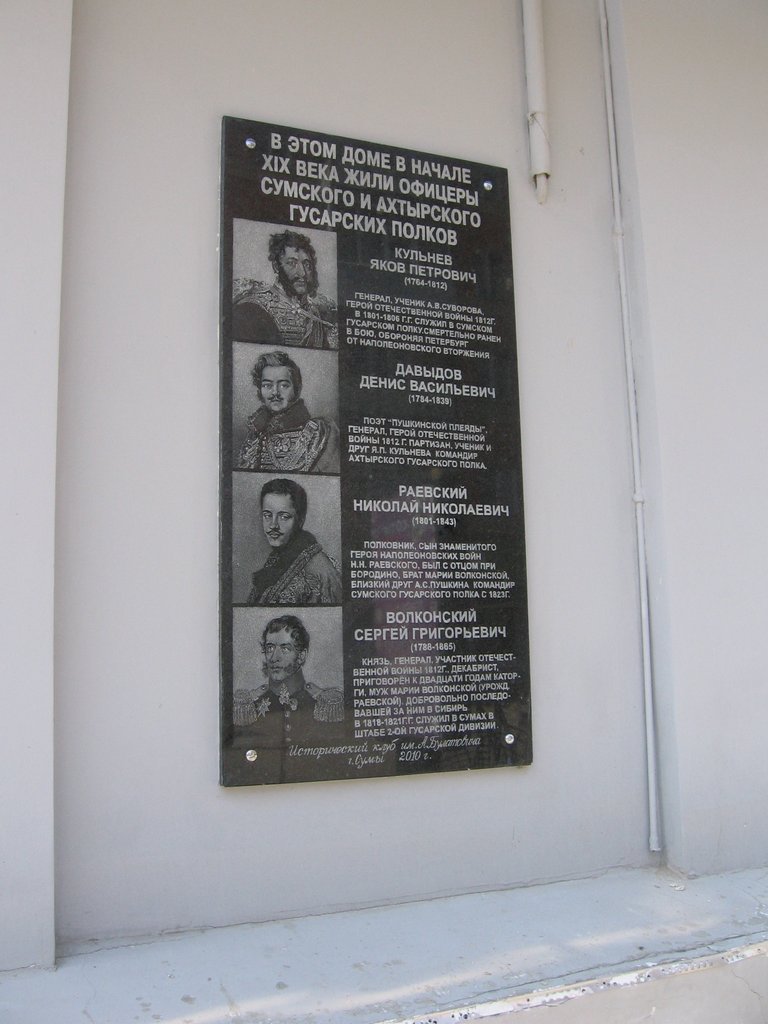 В ЭТОМ ДОМЕ В НАЧАЛЕ
XIX ВЕКА ЖИЛИ ОФИЦЕРЫ
СУМСКОГО И АХТЫРСКОГО
ГУСАРСКИХ ПОЛКОВ
КУЛЬНЕВ
ЯКОВ ПЕТРОВИЧ
(1764-1812)
ГЕНЕРАЛ, УЧЕНИК А.В.СУВОРОВА,
ГЕРОЙ ОТЕЧЕСТВЕННОЙ ВОЙНЫ 1812Г.
В 1801-1806 Г.Г. СЛУЖИЛ В СУМСКОМ
ГУСАРСКОМ ПОЛКУ.СМЕРТЕЛЬНО РАНЕН
В БОЮ, ОБОРОНЯЯ ПЕТЕРБУРГ
ОТ НАПОЛЕОНОВСКОГО ВТОРЖЕНИЯ
ДАВЫДОВ
ДЕНИС ВАСИЛЬЕВИЧ
(1784-1839)
ПОЭТ "ПУШКИНСКОЙ ПЛЕЯДЫ",
ГЕНЕРАЛ, ГЕРОЙ ОТЕЧЕСТВЕННОЙ
ВОЙНЫ 1812 Г. ПАРТИЗАН, УЧЕНИК И
ДРУГ Я.П. КУЛЬНЕВА КОМАНДИР
АХТЫРСКОГО ГУСАРСКОГО ПОЛКА.
РАЕВСКИЙ
НИКОЛАЙ НИКОЛАЕВИЧ
(1801-1843)
ПОЛКОВНИК, СЫН ЗНАМЕНИТОГО
ГЕРОЯ НАПОЛЕОНОВСКИХ ВОЙН
Н.Н. РАЕВСКОГО, БЫЛ С ОТЦОМ ПРИ
БОРОДИНО, БРАТ МАРИИ ВОЛКОНСКОЙ,
БЛИЗКИЙ ДРУГ А.С.ПУШКИНА КОМАНДИР
СУМСКОГО ГУСАРСКОГО ПОЛКА С 1823Г.
ВОЛКОНСКИЙ
СЕРГЕЙ ГРИГОРЬЕВИЧ
(1788-1865)
КНЯЗЬ, ГЕНЕРАЛ, УЧАСТНИК ОТЕЧЕСТ-
ВЕННОЙ ВОЙНЫ 1812Г., ДЕКАБРИСТ,
ПРИГОВОРЕН К ДВАДЦАТИ ГОДАМ КАТОР-
ГИ, МУЖ МАРИИ ВОЛКОНСКОЙ (УРОЖД.
РАЕВСКОЙ), ДОБРОВОЛЬНО ПОСЛЕДО-
ВАВШЕЙ ЗА НИМ В СИБИРЬ
В 1818-1821Г.Г. СЛУЖИЛ В СУМАХ В
ШТАБЕ 2-ОЙ ГУСАРСКОЙ ДИВИЗИИ
Исторический клуб им.А.Булатовича
г.Сумы 2010 г.